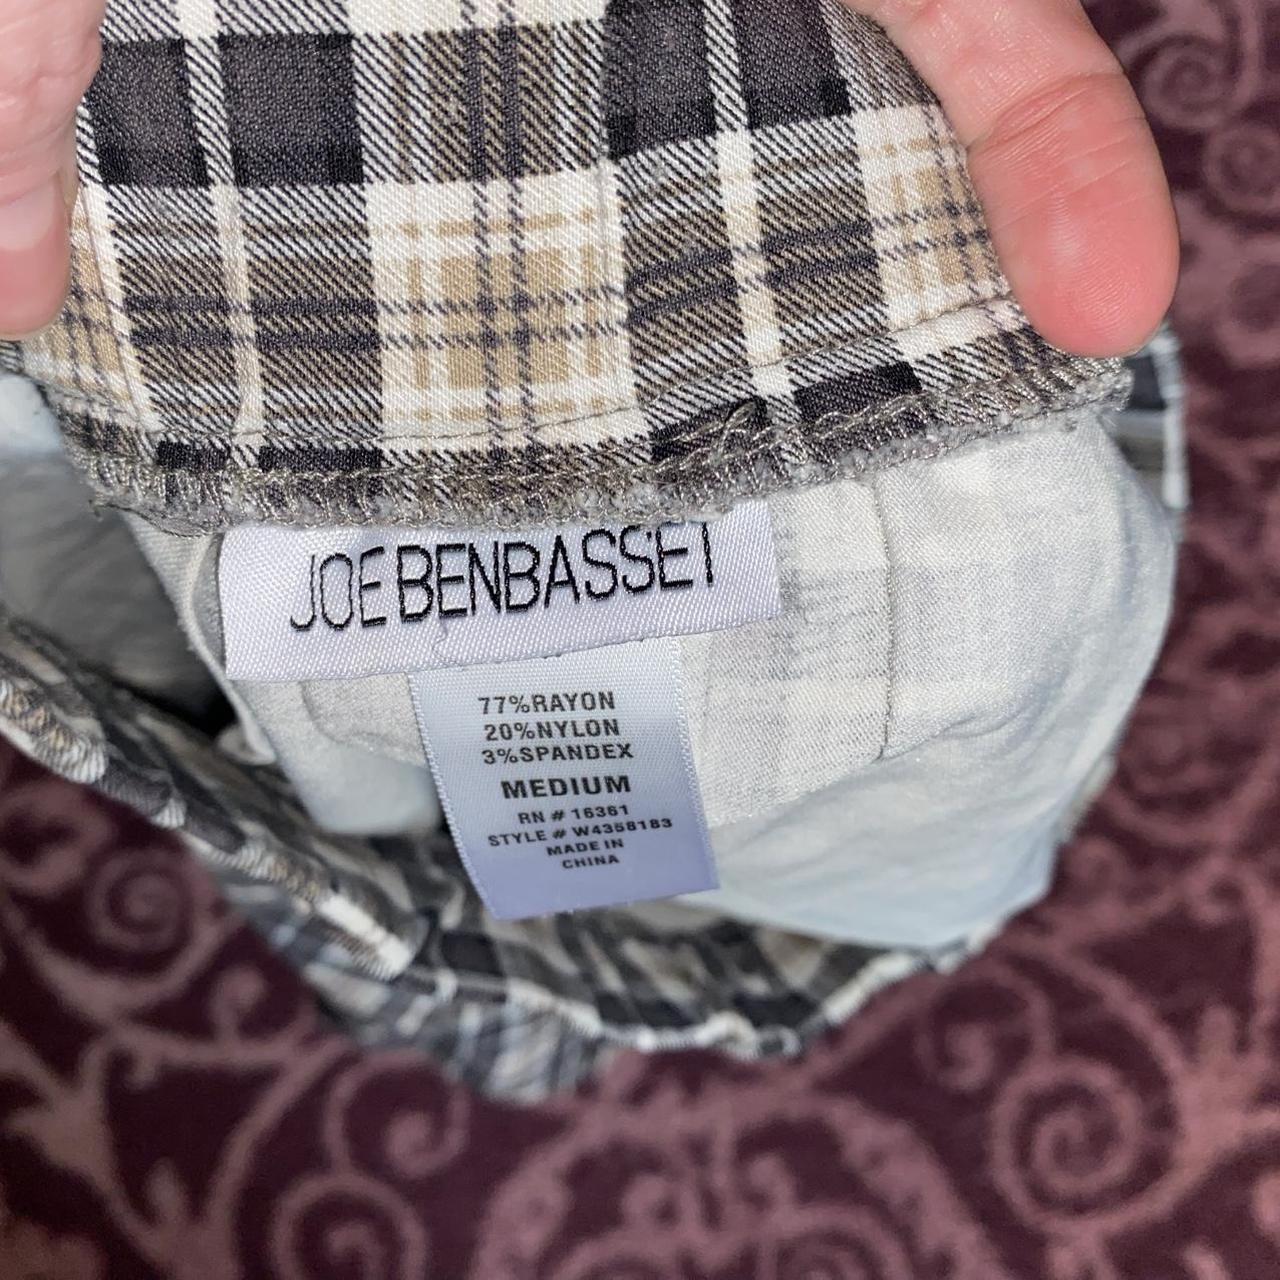 JOE BENBASSET
77%RAYON
20%NYLON
3%SPANDEX
MEDIUM
RN # 16361
STYLE # W4358183
MADE IN
CHINA